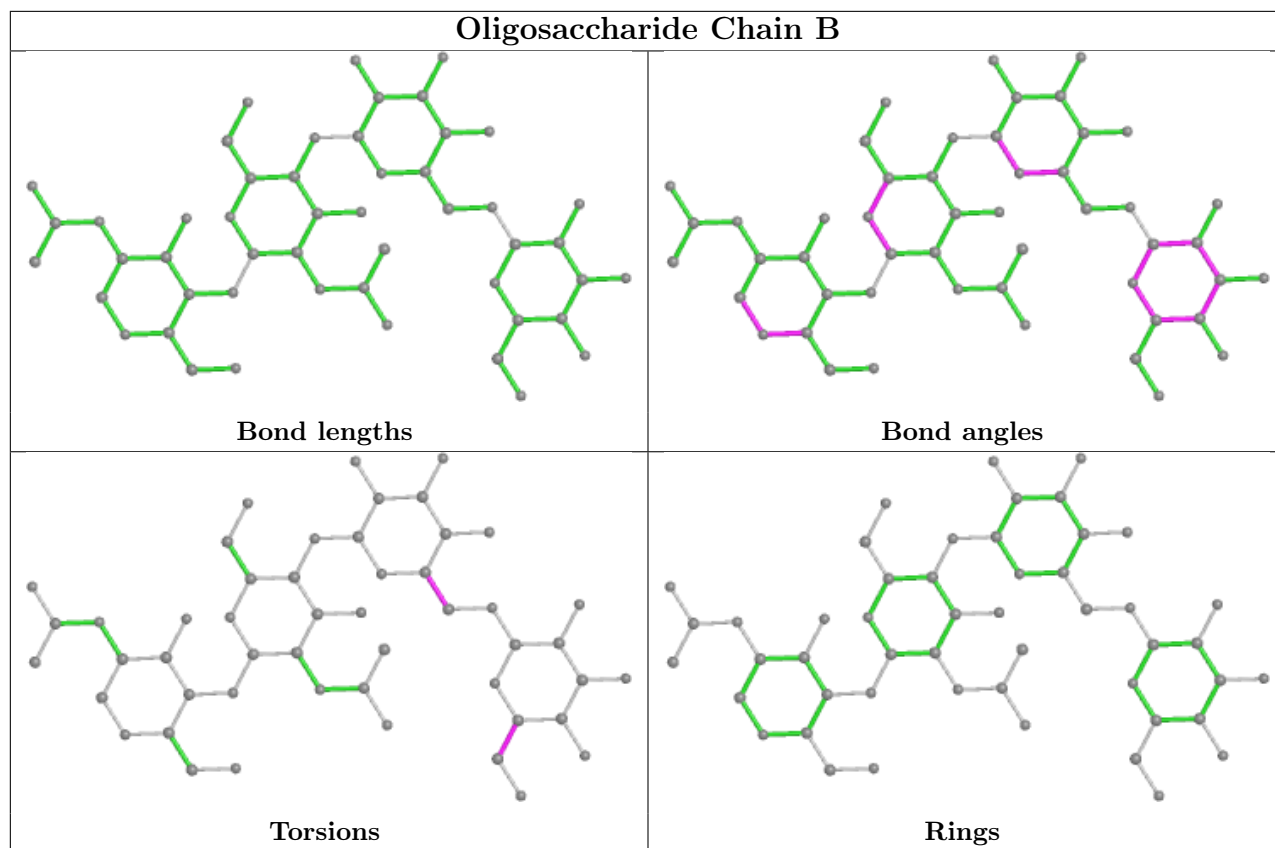 Oligosaccharide Chain B
Bond lengths
Bond angles
Torsions
Rings